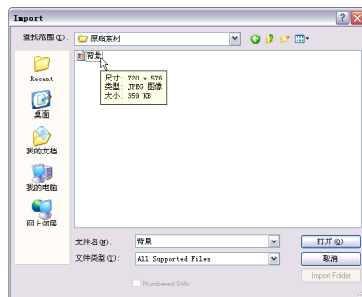 Import
查找范围(I):
原始素材
背景
尺寸: 720 x 576
类型: JPEG 图像
大小: 359 KB
Recent
桌面
我的文档
我的电脑
网上邻居
文件名(N):
背景
打开(O)
文件类型(T):
All Supported Files
取消
Numbered Stills
Import Folder